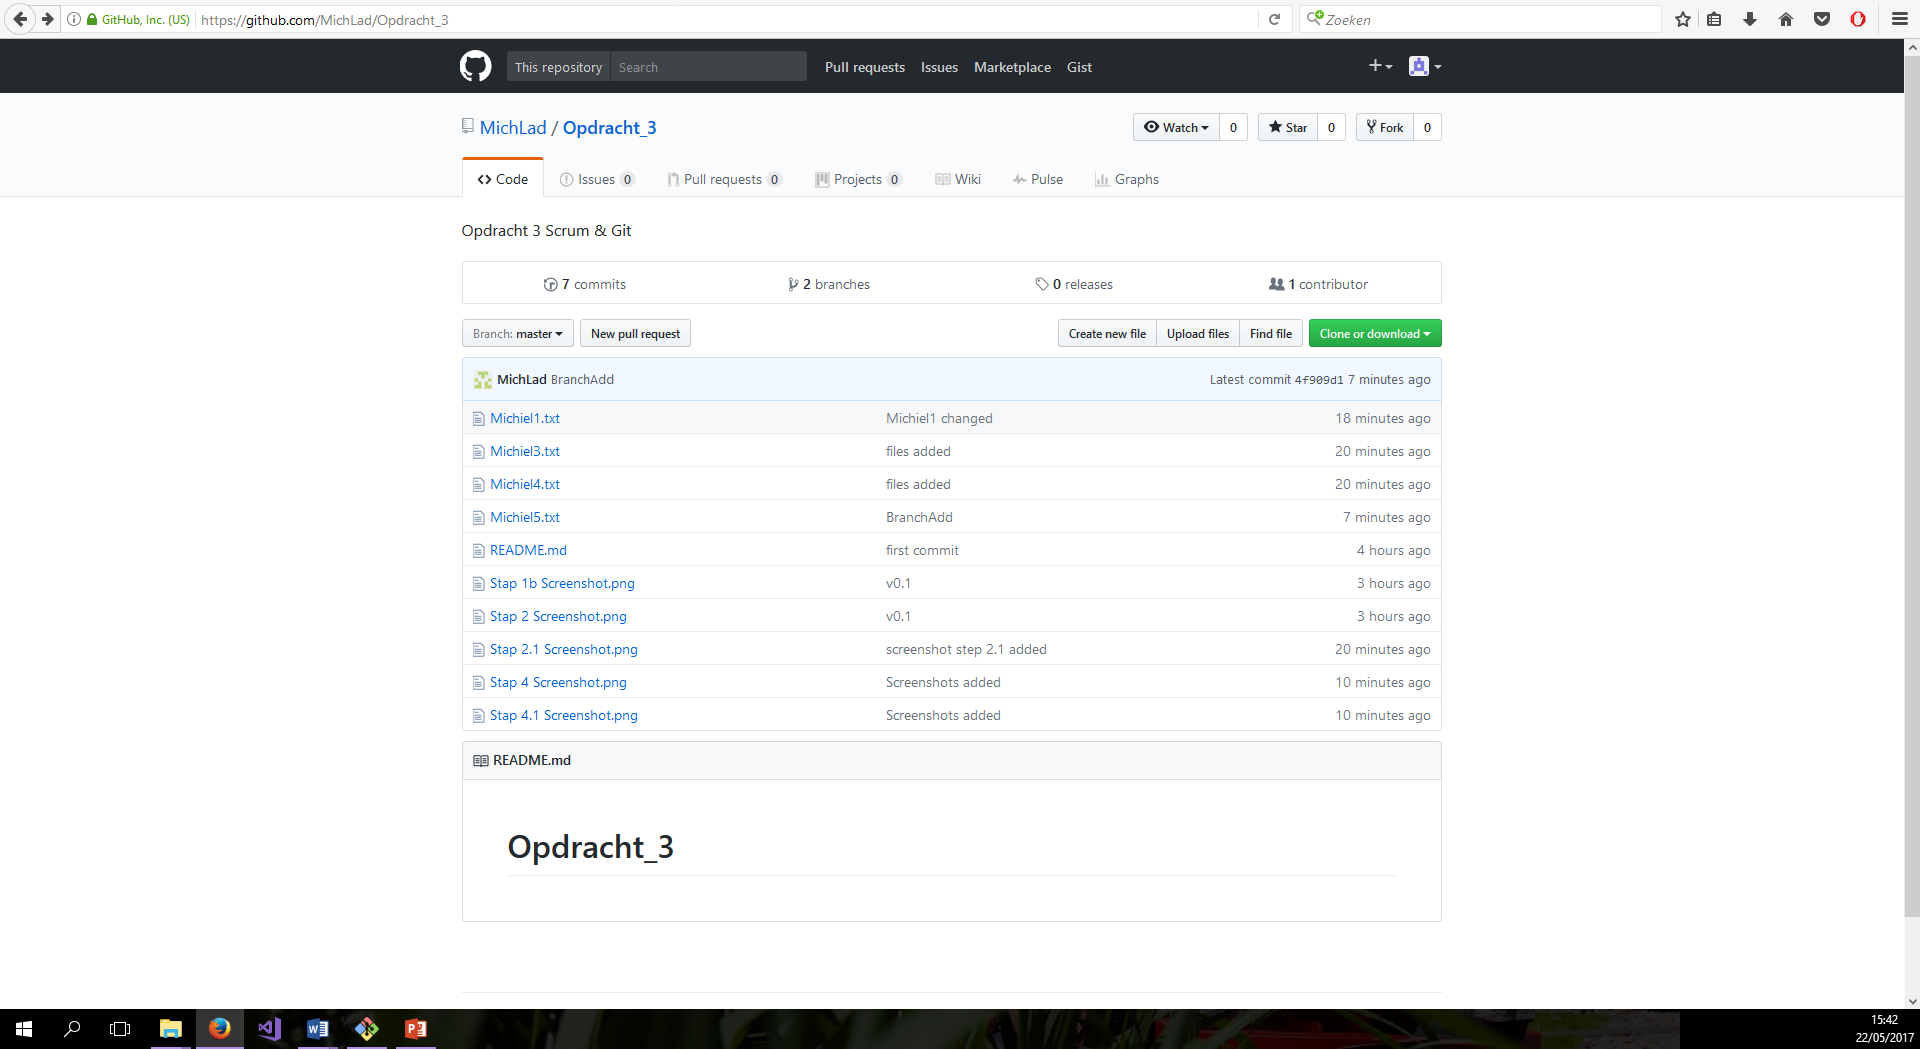 GitHub, Inc. (US) https://github.com/MichLad/Opdracht_3 Zoeken
This repository Search Pull requests Issues Marketplace Gist
MichLad / Opdracht_3 Watch 0 Star 0 Fork 0
Code Issues 0 Pull requests 0 Projects 0 Wiki Pulse Graphs
Opdracht 3 Scrum & Git
7 commits 2 branches 0 releases 1 contributor
Branch: master New pull request Create new file Upload files Find file Clone or download
MichLad BranchAdd Latest commit 4f909d1 7 minutes ago
Michiel1.txt Michiel1 changed 18 minutes ago
Michiel3.txt files added 20 minutes ago
Michiel4.txt files added 20 minutes ago
Michiel5.txt BranchAdd 7 minutes ago
README.md first commit 4 hours ago
Stap 1b Screenshot.png v0.1 3 hours ago
Stap 2 Screenshot.png v0.1 3 hours ago
Stap 2.1 Screenshot.png screenshot step 2.1 added 20 minutes ago
Stap 4 Screenshot.png Screenshots added 10 minutes ago
Stap 4.1 Screenshot.png Screenshots added 10 minutes ago
README.md
Opdracht_3
15:42
22/05/2017